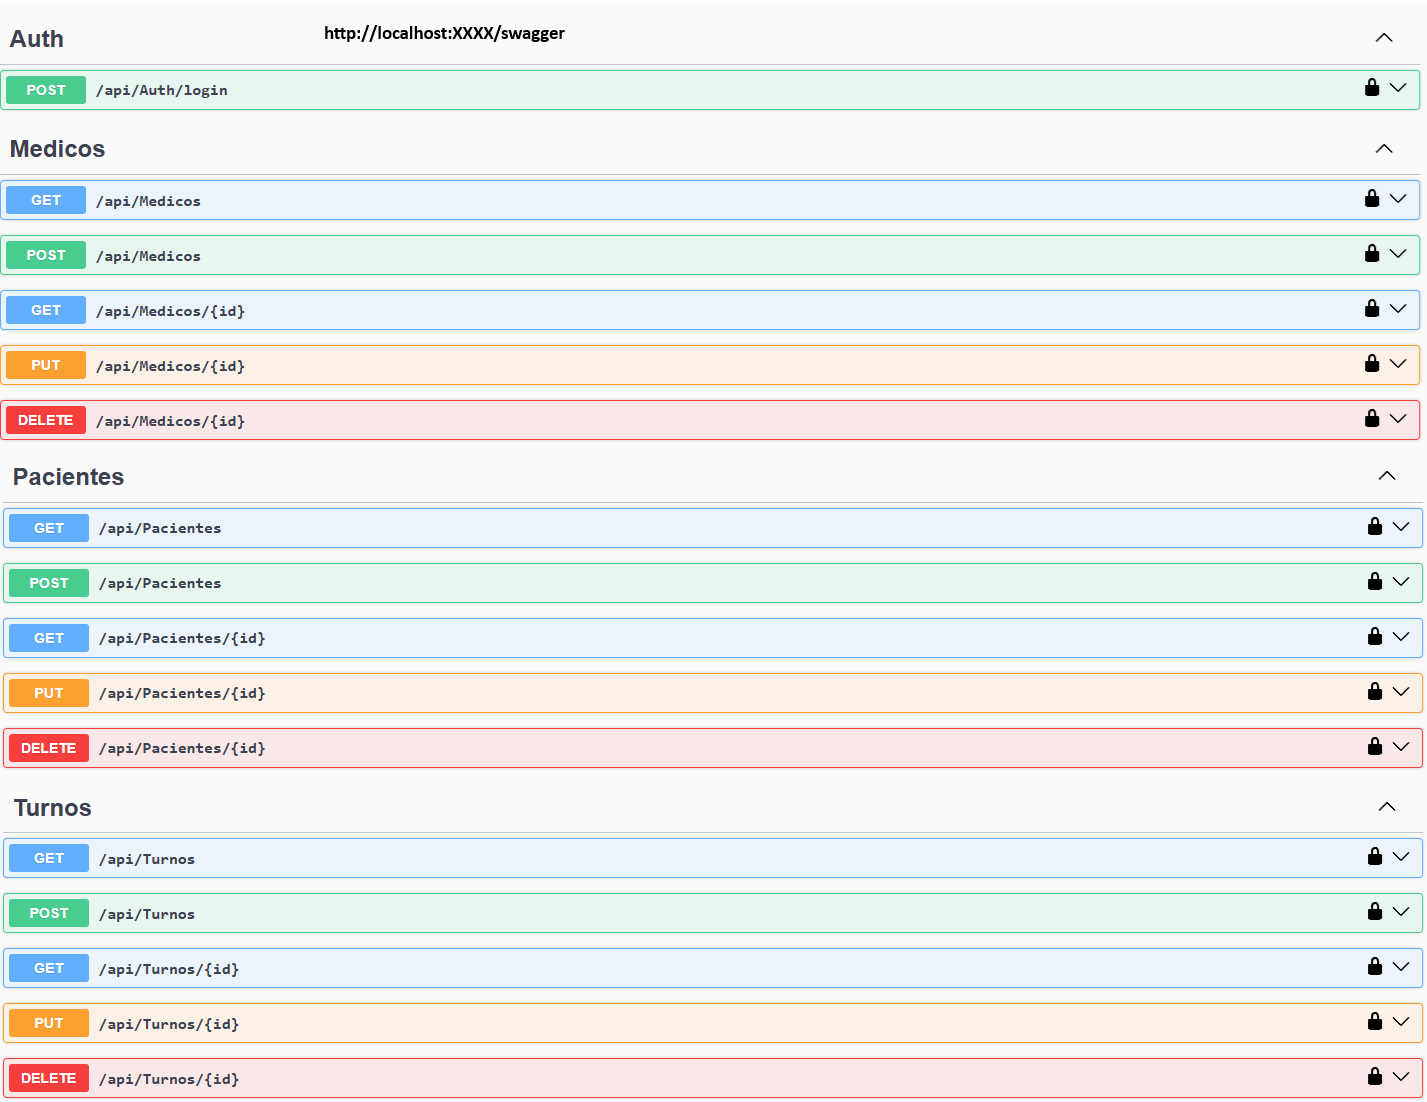 Auth http://localhost:XXXX/swagger
POST /api/Auth/login
Medicos
GET /api/Medicos
POST /api/Medicos
GET /api/Medicos/{id}
PUT /api/Medicos/{id}
DELETE /api/Medicos/{id}
Pacientes
GET /api/Pacientes
POST /api/Pacientes
GET /api/Pacientes/{id}
PUT /api/Pacientes/{id}
DELETE /api/Pacientes/{id}
Turnos
GET /api/Turnos
POST /api/Turnos
GET /api/Turnos/{id}
PUT /api/Turnos/{id}
DELETE /api/Turnos/{id}